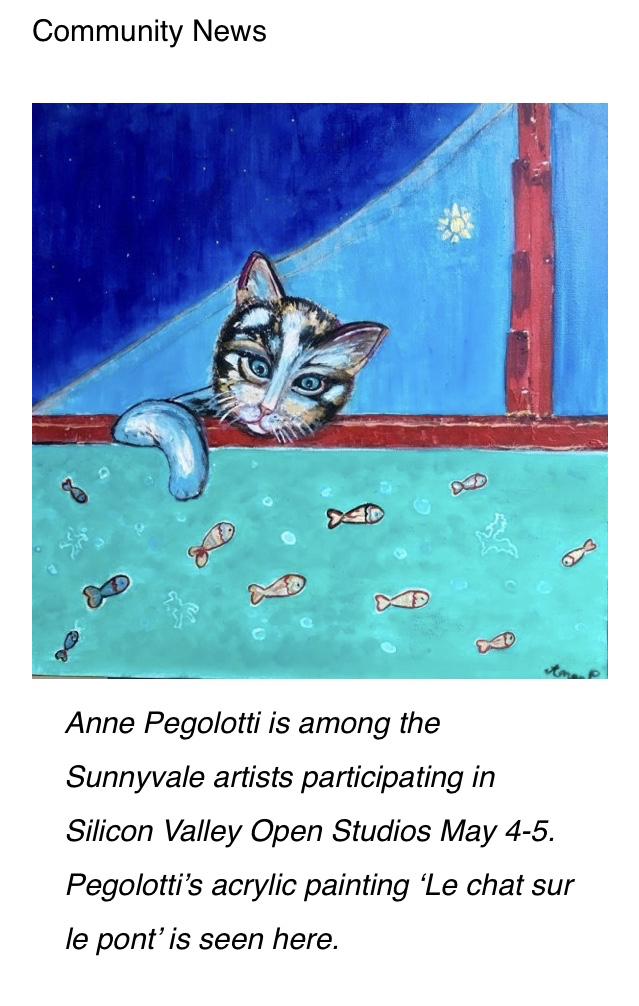 Community News
Anne Pegolotti is among the
Sunnyvale artists participating in
Silicon Valley Open Studios May 4-5.
Pegolotti’s acrylic painting ‘Le chat sur
le pont’ is seen here.